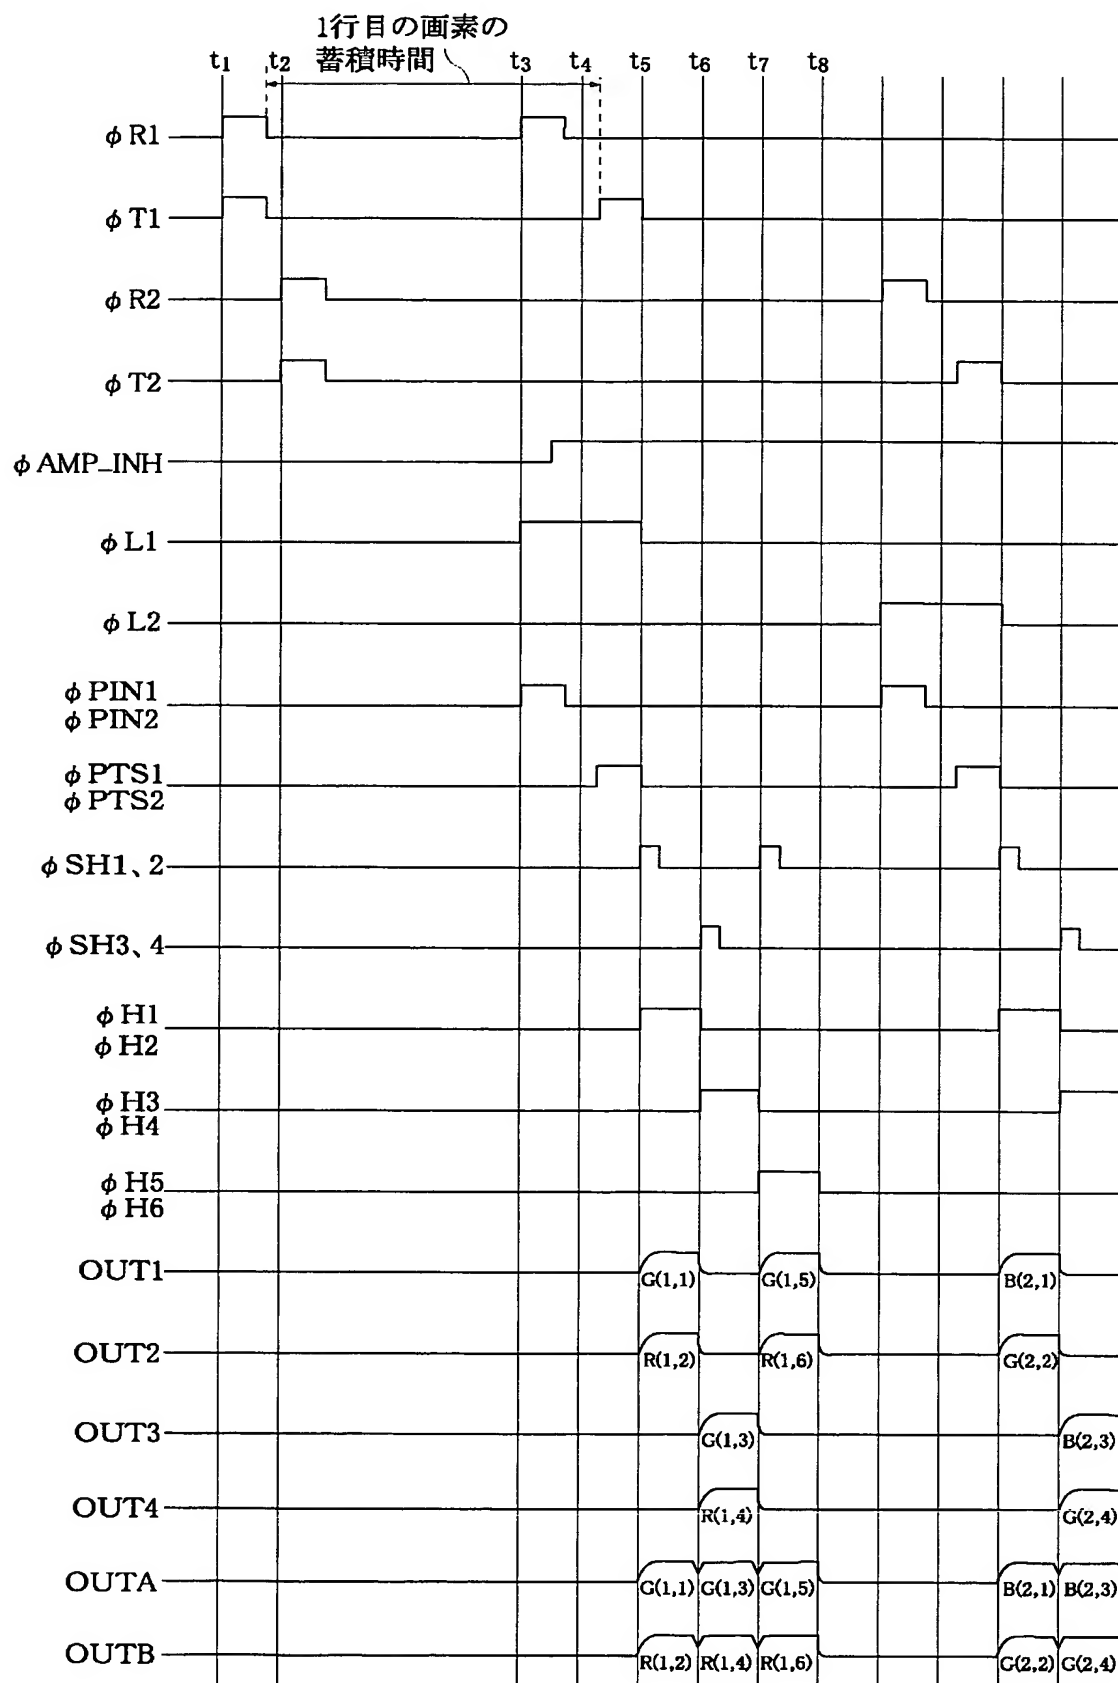 1行目の画素の
蓄積時間
t1 t2 t3 t4 t5 t6 t7 t8
φR1
φT1
φR2
φT2
φAMP_INH
φL1
φL2
φPIN1
φPIN2
φPTS1
φPTS2
φSH1、2
φSH3、4
φH1
φH2
φH3
φH4
φH5
φH6
OUT1 G(1,1) G(1,5) B(2,1)
OUT2 R(1,2) R(1,6) G(2,2)
OUT3 G(1,3) B(2,3)
OUT4 R(1,4) G(2,4)
OUTA G(1,1) G(1,3) G(1,5) B(2,1) B(2,3)
OUTB R(1,2) R(1,4) R(1,6) G(2,2) G(2,4)